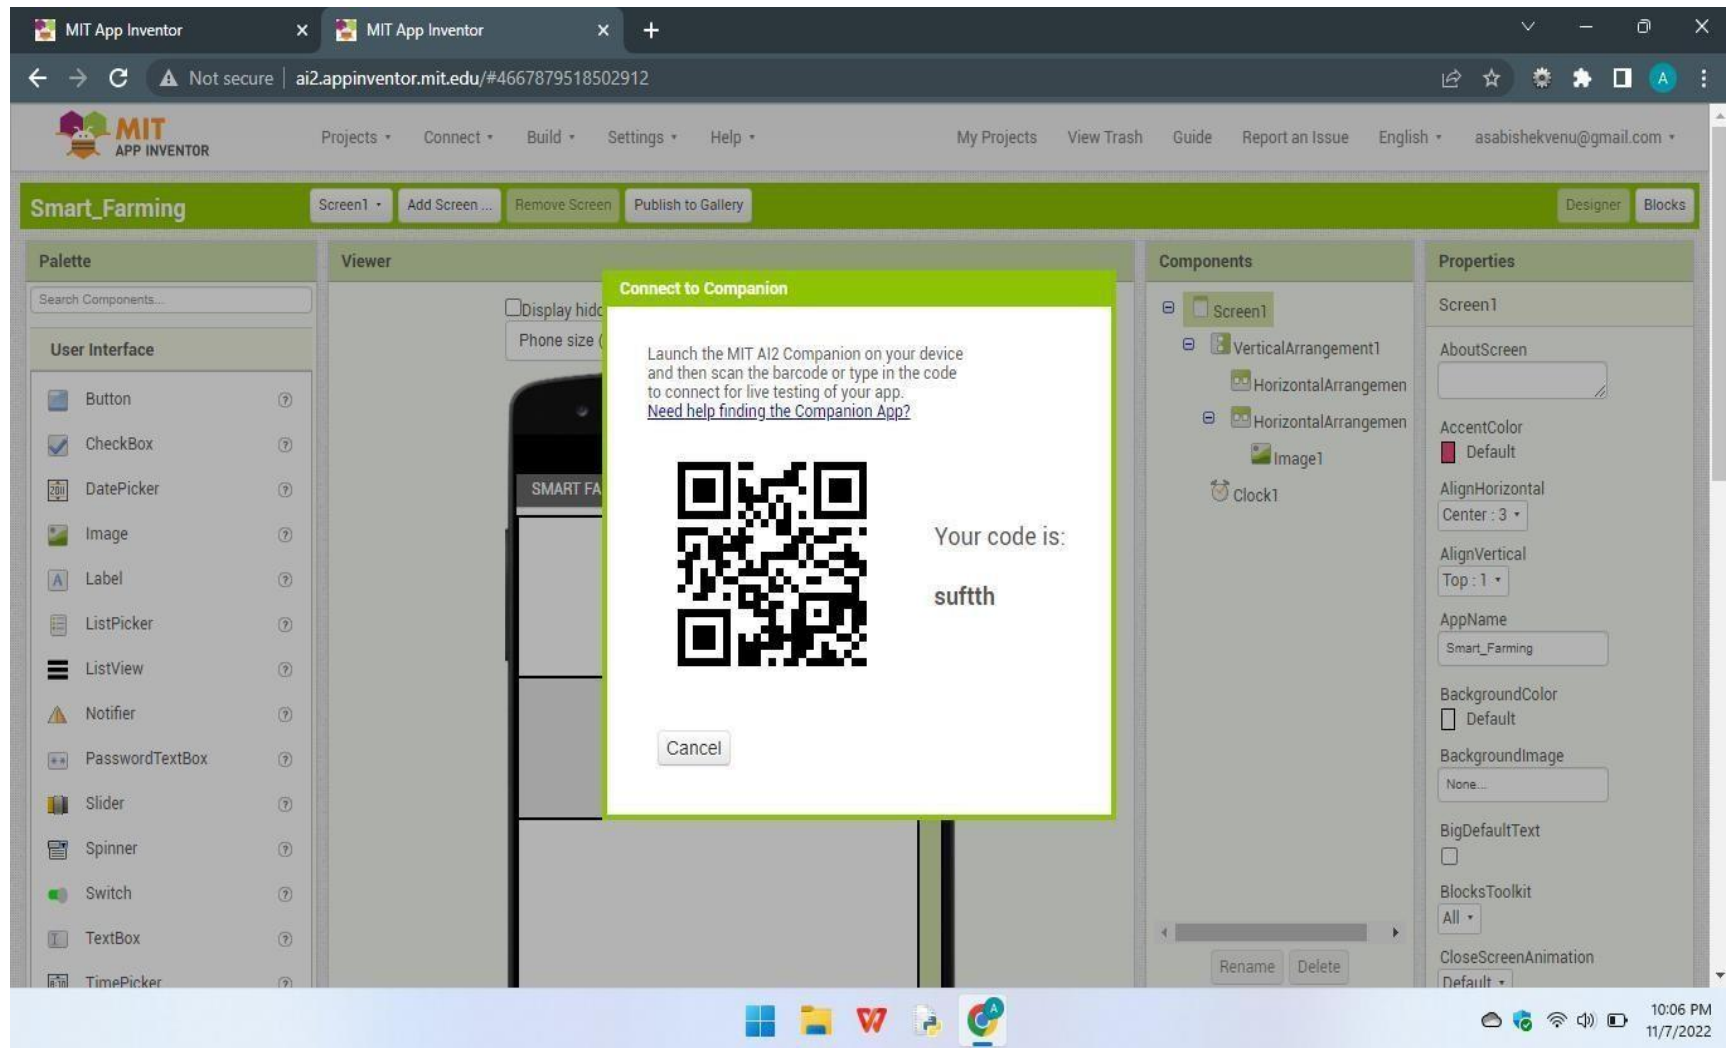 MIT App Inventor
MIT App Inventor
Not secure | ai2.appinventor.mit.edu/#4667879518502912
A
MIT
APP INVENTOR
Projects Connect Build Settings Help My Projects View Trash Guide Report an Issue English asabishekvenu@gmail.com
Smart_Farming Screen1 Add Screen ... Remove Screen Publish to Gallery Designer Blocks
Palette
Search Components...
User Interface
Button
CheckBox
DatePicker
Image
Label
ListPicker
ListView
Notifier
PasswordTextBox
Slider
Spinner
Switch
TextBox
TimePicker
Viewer
Display hidd
Phone size (
SMART FA
Connect to Companion
Launch the MIT AI2 Companion on your device
and then scan the barcode or type in the code
to connect for live testing of your app.
Need help finding the Companion App?
Your code is:
suftth
Cancel
Components
Screen1
VerticalArrangement1
HorizontalArrangemen
HorizontalArrangemen
Image1
Clock1
Rename Delete
Properties
Screen1
AboutScreen
AccentColor
Default
AlignHorizontal
Center : 3
AlignVertical
Top : 1
AppName
Smart_Farming
BackgroundColor
Default
BackgroundImage
None...
BigDefaultText
BlocksToolkit
All
CloseScreenAnimation
Default
10:06 PM
11/7/2022